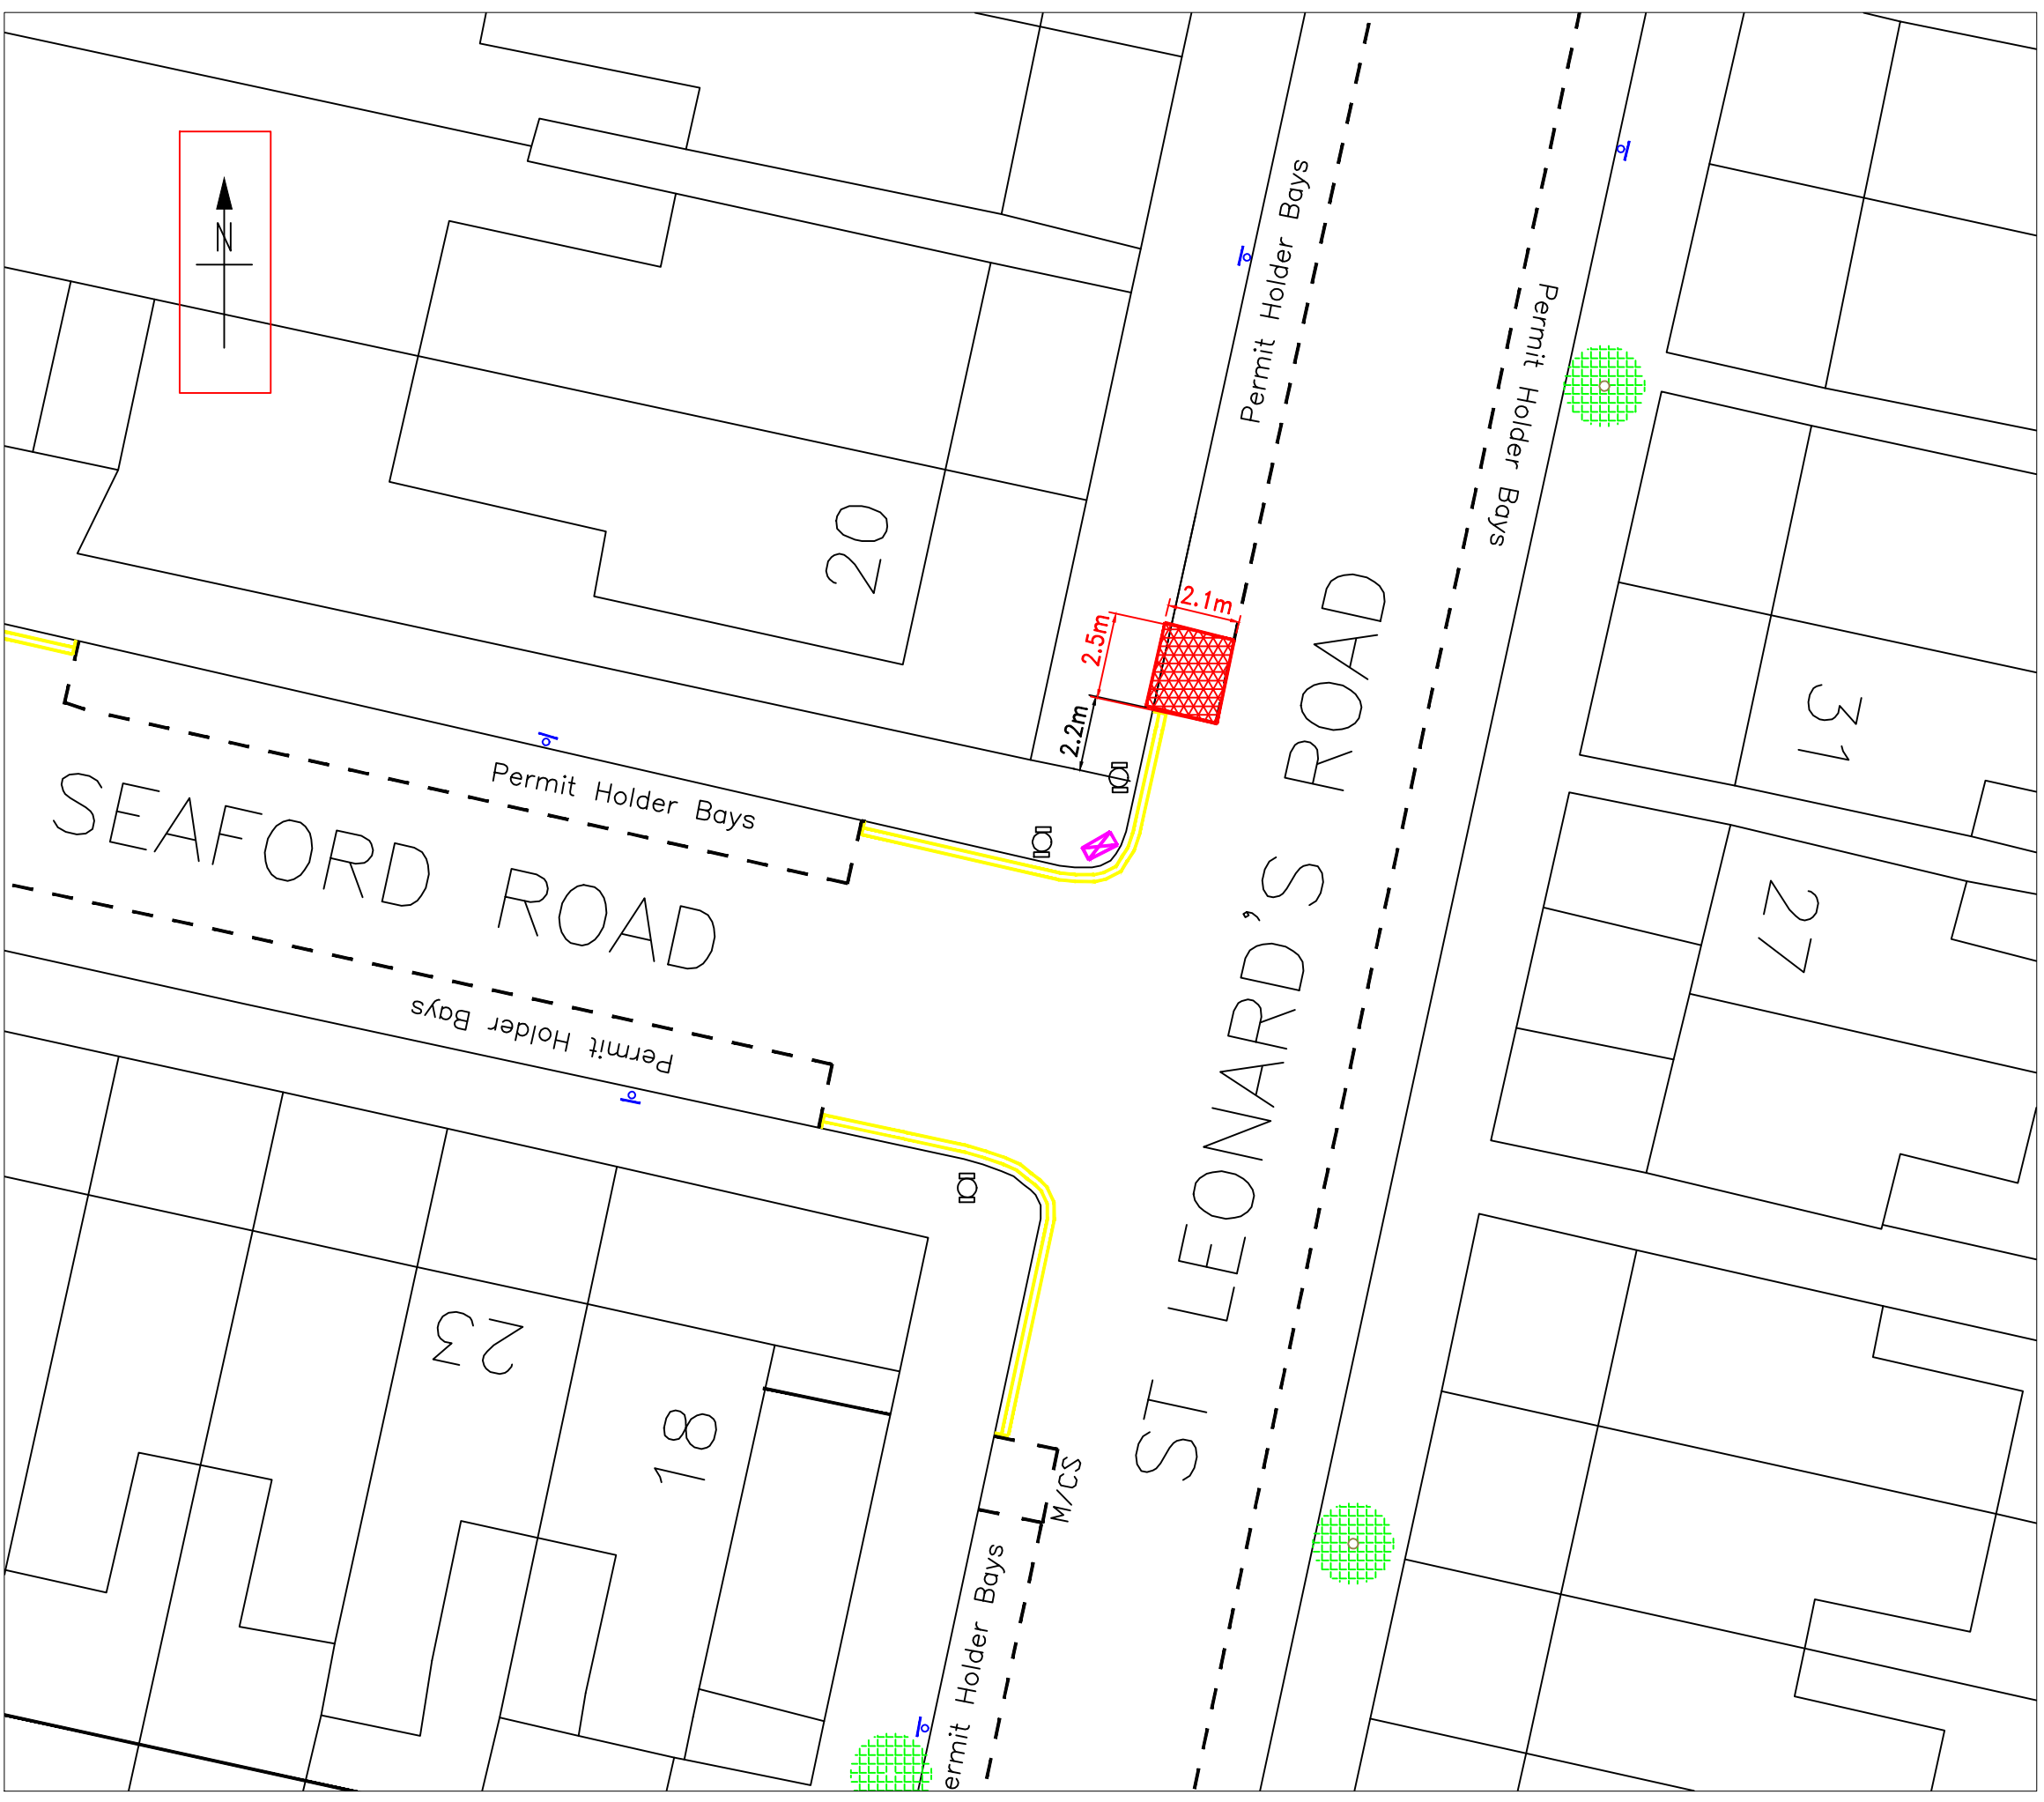 N
Permit Holder Bays
Permit Holder Bays
20
2.1m
2.5m
2.2m
31
Permit Holder Bays
SEAFORD ROAD
ST LEONARD'S ROAD
27
Permit Holder Bays
23
18
M/CS
ermit Holder Bays